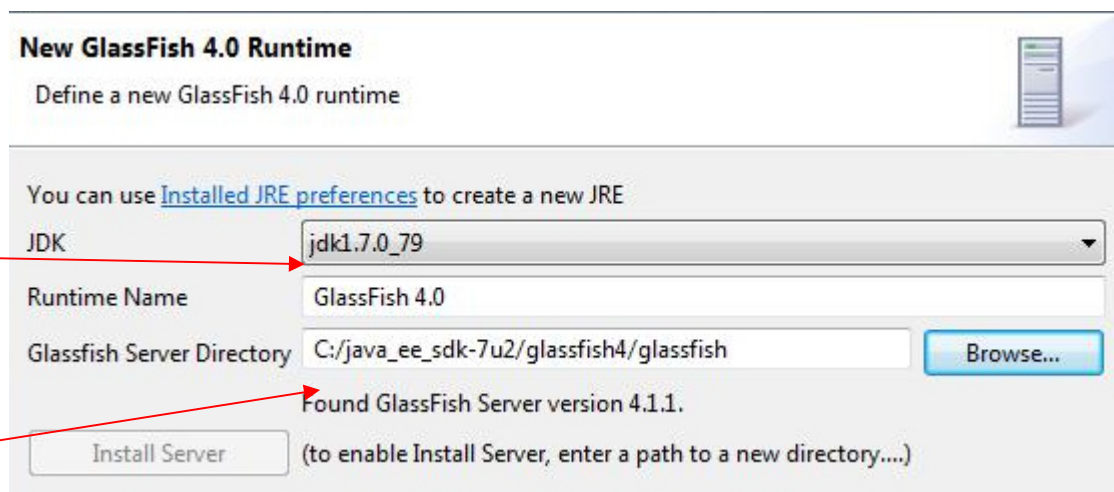 New GlassFish 4.0 Runtime
Define a new GlassFish 4.0 runtime
You can use Installed JRE preferences to create a new JRE
JDK jdk1.7.0_79
Runtime Name GlassFish 4.0
Glassfish Server Directory C:/java_ee_sdk-7u2/glassfish4/glassfish Browse...
Found GlassFish Server version 4.1.1.
Install Server (to enable Install Server, enter a path to a new directory....)